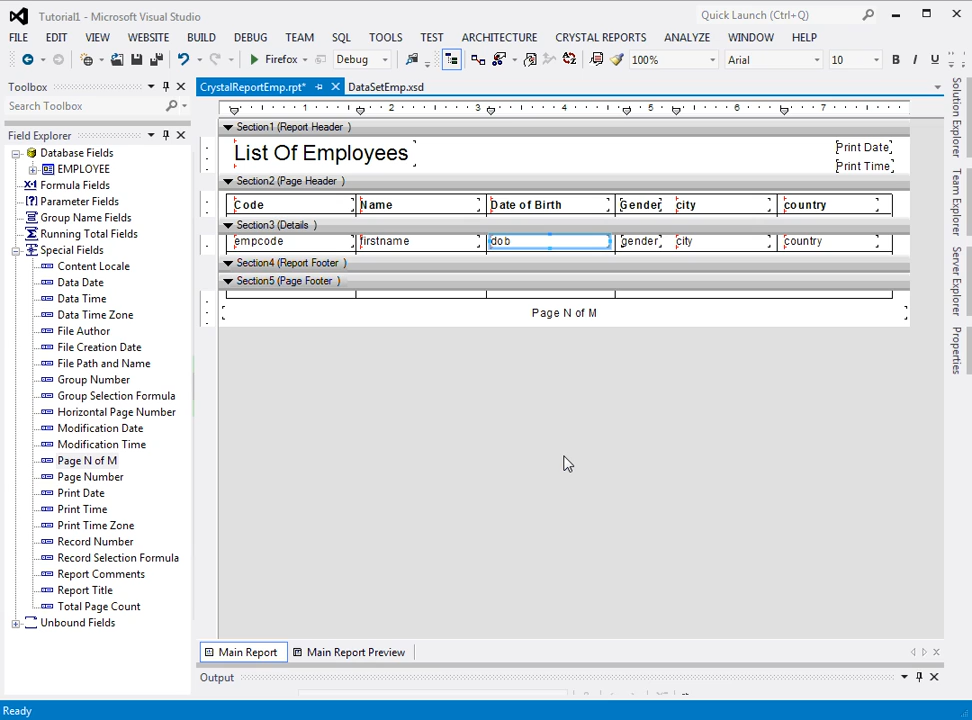 Tutorial1 - Microsoft Visual Studio
Quick Launch (Ctrl+Q)
FILE EDIT VIEW WEBSITE BUILD DEBUG TEAM SQL TOOLS TEST ARCHITECTURE CRYSTAL REPORTS ANALYZE WINDOW HELP
Firefox Debug 100% Arial 10 B I U
Toolbox
Search Toolbox
Field Explorer
Database Fields
EMPLOYEE
Formula Fields
Parameter Fields
Group Name Fields
Running Total Fields
Special Fields
Content Locale
Data Date
Data Time
Data Time Zone
File Author
File Creation Date
File Path and Name
Group Number
Group Selection Formula
Horizontal Page Number
Modification Date
Modification Time
Page N of M
Page Number
Print Date
Print Time
Print Time Zone
Record Number
Record Selection Formula
Report Comments
Report Title
Total Page Count
Unbound Fields
CrystalReportEmp.rpt* DataSetEmp.xsd
1 2 3 4 5 6 7
Section1 (Report Header )
List Of Employees
Print Date
Print Time
Section2 (Page Header )
Code Name Date of Birth Gender city country
Section3 (Details )
empcode firstname dob gender city country
Section4 (Report Footer )
Section5 (Page Footer )
Page N of M
Main Report Main Report Preview
Output
Solution Explorer
Team Explorer
Server Explorer
Properties
Ready